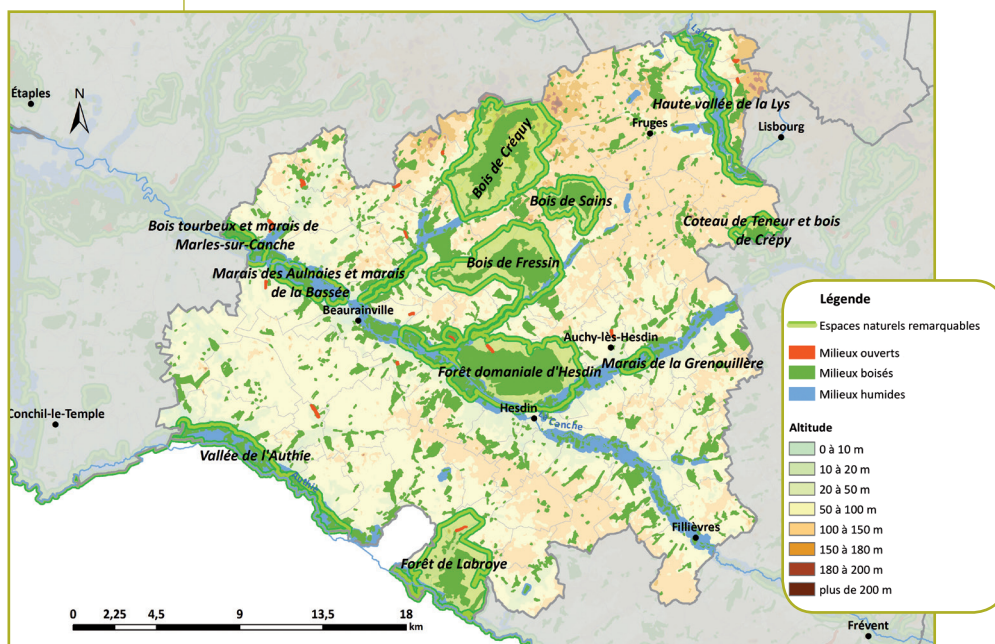 La Lys
Étaples
N
Haute vallée de la Lys
Fruges
Lisbourg
Bois de Créquy
Bois de Sains
Bois tourbeux et marais de
Marles-sur-Canche
Coteau de Teneur et bois
de Crépy
Marais des Aulnaies et marais
de la Bassée
Bois de Fressin
Beaurainville
Auchy-lès-Hesdin
Marais de la Grenouillère
Forêt domaniale d'Hesdin
Conchil-le-Temple
Hesdin
La Canche
Vallée de l'Authie
Authie
Fillièvres
Forêt de Labroye
0 2,25 4,5 9 13,5 18
km
Frévent
Légende
Espaces naturels remarquables
Milieux ouverts
Milieux boisés
Milieux humides
Altitude
0 à 10 m
10 à 20 m
20 à 50 m
50 à 100 m
100 à 150 m
150 à 180 m
180 à 200 m
plus de 200 m